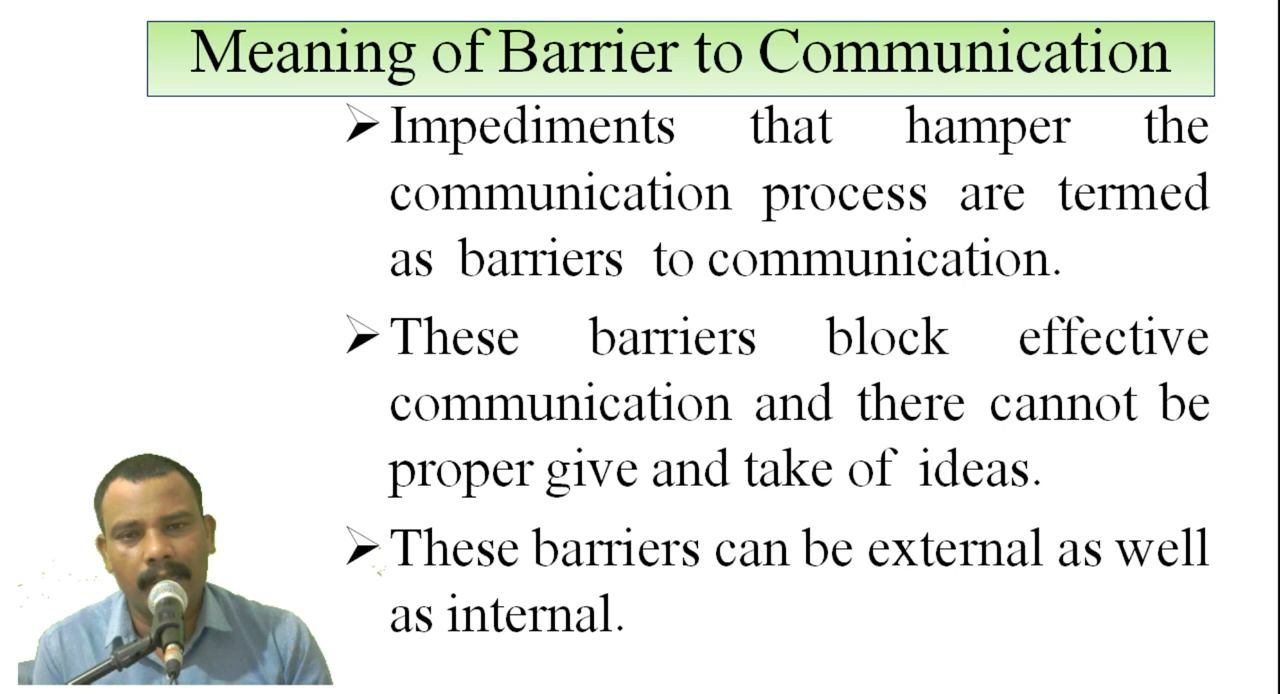 Meaning of Barrier to Communication
Impediments that hamper the
communication process are termed
as barriers to communication.
These barriers block effective
communication and there cannot be
proper give and take of ideas.
These barriers can be external as well
as internal.